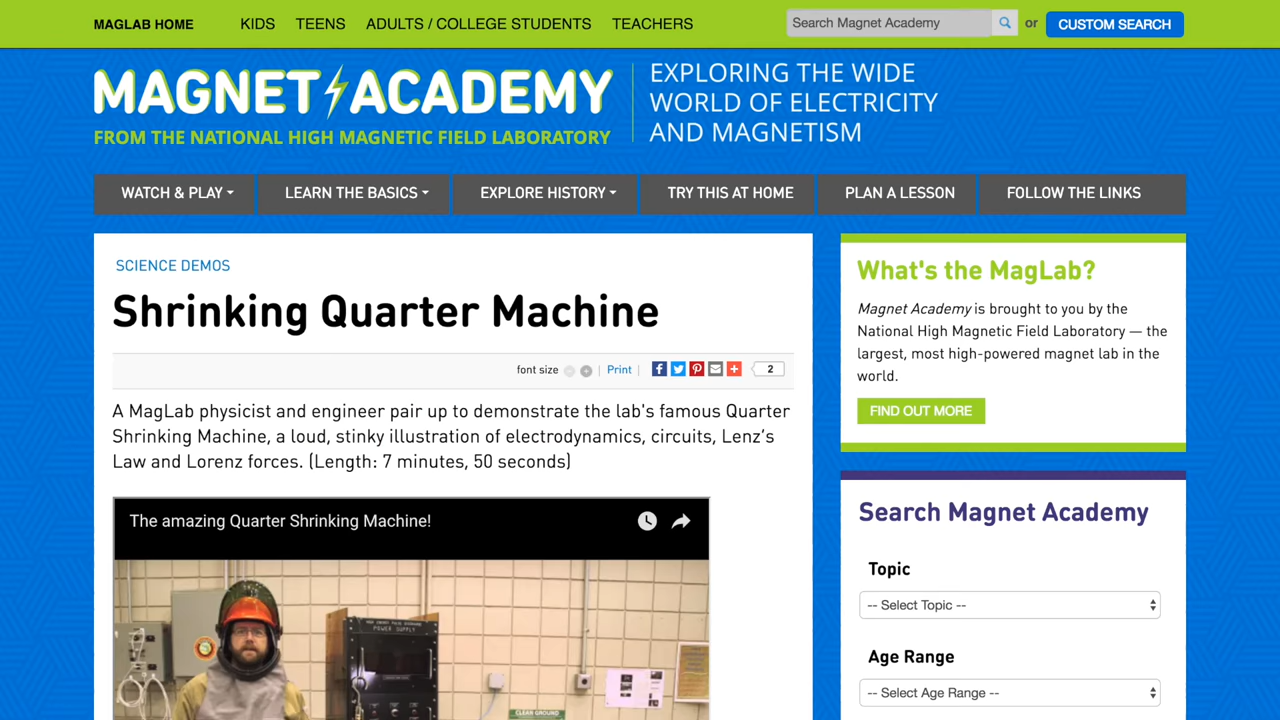 MAGLAB HOME KIDS TEENS ADULTS / COLLEGE STUDENTS TEACHERS Search Magnet Academy or CUSTOM SEARCH
MAGNET ACADEMY
FROM THE NATIONAL HIGH MAGNETIC FIELD LABORATORY
EXPLORING THE WIDE
WORLD OF ELECTRICITY
AND MAGNETISM
WATCH & PLAY LEARN THE BASICS EXPLORE HISTORY TRY THIS AT HOME PLAN A LESSON FOLLOW THE LINKS
SCIENCE DEMOS
Shrinking Quarter Machine
font size | Print | 2
A MagLab physicist and engineer pair up to demonstrate the lab's famous Quarter
Shrinking Machine, a loud, stinky illustration of electrodynamics, circuits, Lenz's
Law and Lorenz forces. (Length: 7 minutes, 50 seconds)
The amazing Quarter Shrinking Machine!
POWER SUPPLY
CLEAN GROUND
What's the MagLab?
Magnet Academy is brought to you by the
National High Magnetic Field Laboratory — the
largest, most high-powered magnet lab in the
world.
FIND OUT MORE
Search Magnet Academy
Topic
-- Select Topic --
Age Range
-- Select Age Range --